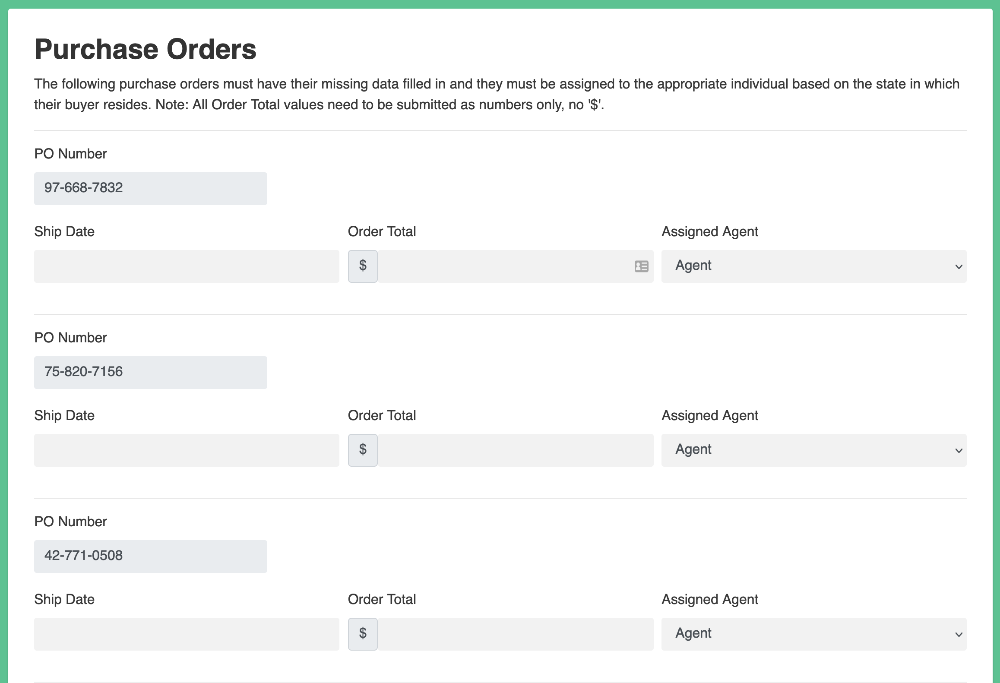 Purchase Orders
The following purchase orders must have their missing data filled in and they must be assigned to the appropriate individual based on the state in which
their buyer resides. Note: All Order Total values need to be submitted as numbers only, no '$'.
PO Number
97-668-7832
Ship Date Order Total Assigned Agent
$ Agent
PO Number
75-820-7156
Ship Date Order Total Assigned Agent
$ Agent
PO Number
42-771-0508
Ship Date Order Total Assigned Agent
$ Agent